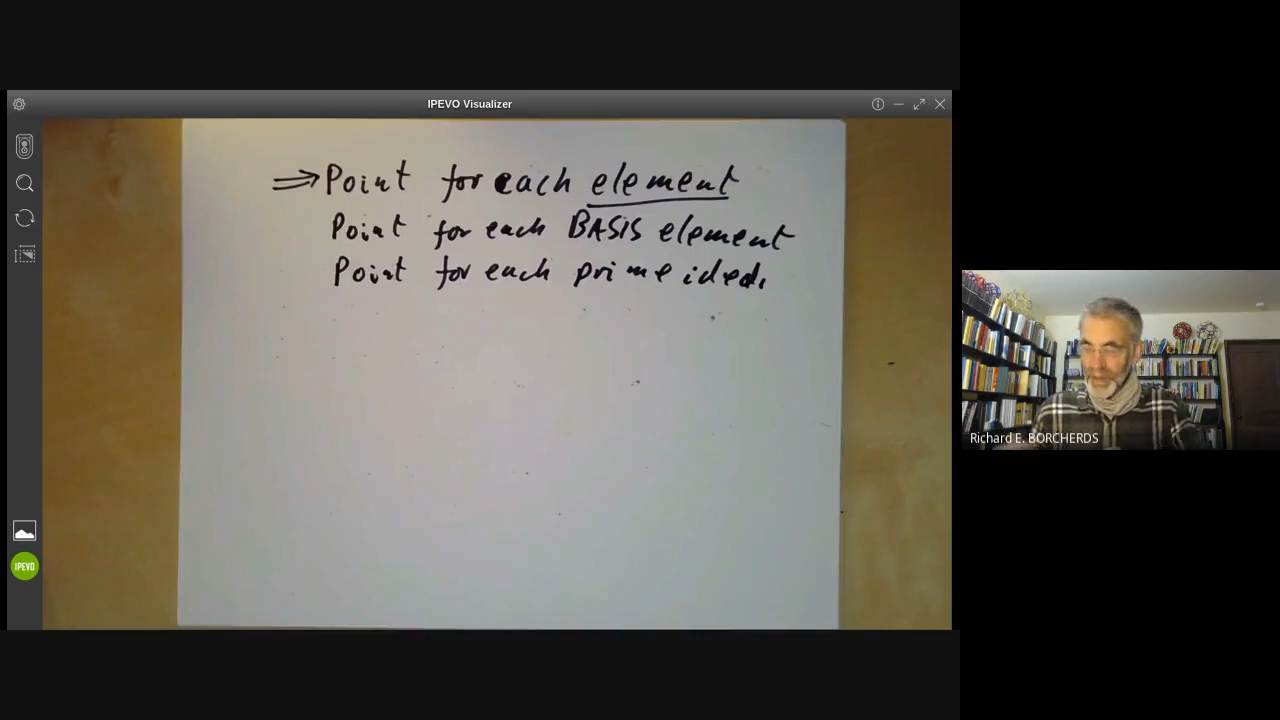 IPEVO Visualizer
⇒ Point for each element
Point for each BASIS element
Point for each prime ideal
IPEVO
Richard E. BORCHERDS